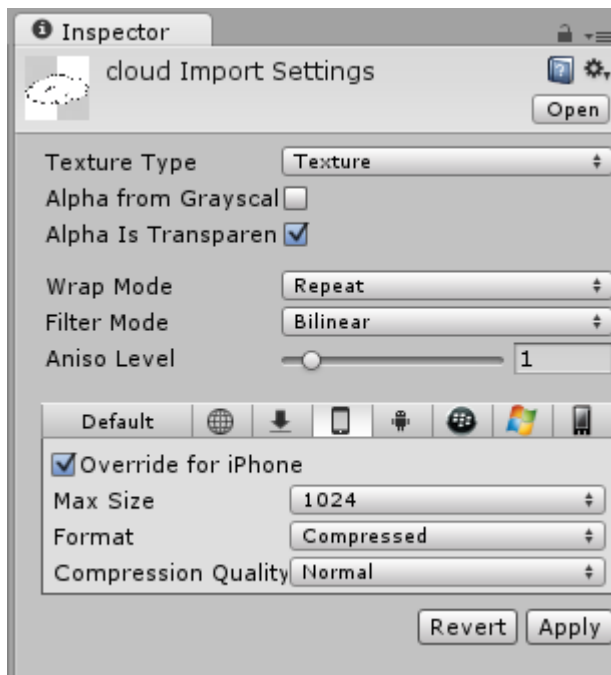 Inspector
cloud Import Settings
Open
Texture Type Texture
Alpha from Grayscal
Alpha Is Transparen
Wrap Mode Repeat
Filter Mode Bilinear
Aniso Level 1
Default
Override for iPhone
Max Size 1024
Format Compressed
Compression Quality Normal
Revert Apply